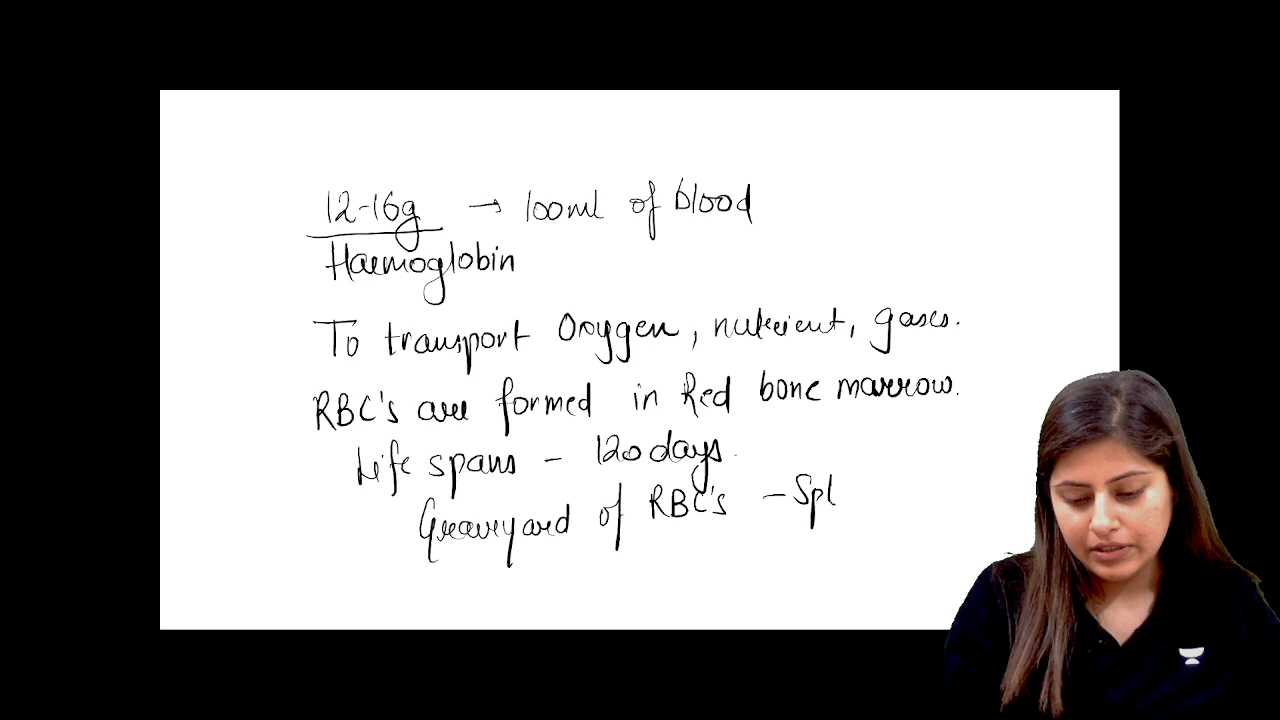 12-16g → 100ml of blood
Haemoglobin
To transport Oxygen, nutrient, gases.
RBC's are formed in Red bone marrow.
Life spans - 120 days.
Graveyard of RBC's - Spl